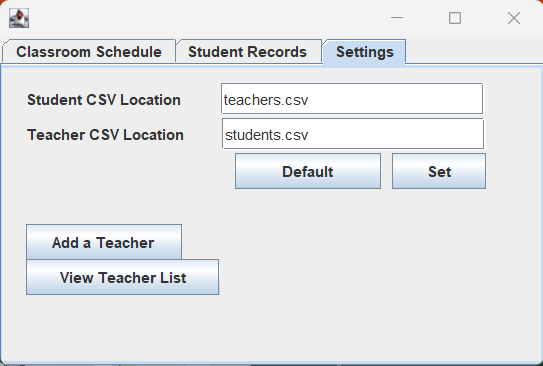 Classroom Schedule Student Records Settings
Student CSV Location teachers.csv
Teacher CSV Location students.csv
Default Set
Add a Teacher
View Teacher List